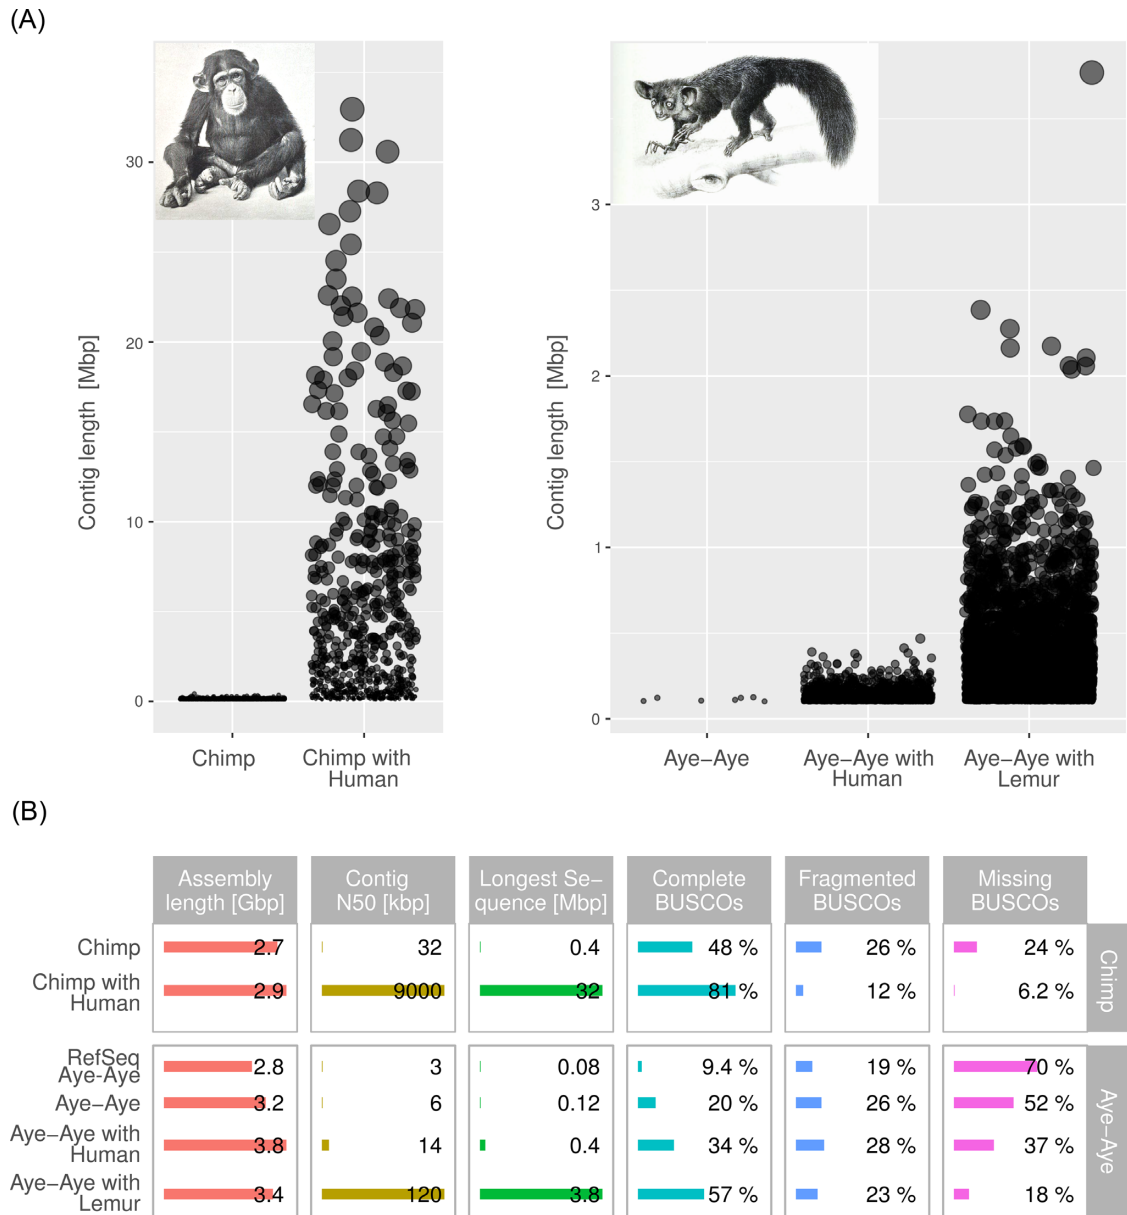 (A)
30
20
10
0
Contig length [Mbp]
Chimp
Chimp with
Human
3
2
1
0
Contig length [Mbp]
Aye−Aye
Aye−Aye with
Human
Aye−Aye with
Lemur
(B)
Assembly
length [Gbp]
Contig
N50 [kbp]
Longest Se−
quence [Mbp]
Complete
BUSCOs
Fragmented
BUSCOs
Missing
BUSCOs
Chimp 2.7 32 0.4 48 % 26 % 24 %
Chimp with
Human 2.9 9000 32 81 % 12 % 6.2 %
Chimp
RefSeq
Aye-Aye 2.8 3 0.08 9.4 % 19 % 70 %
Aye−Aye 3.2 6 0.12 20 % 26 % 52 %
Aye−Aye with
Human 3.8 14 0.4 34 % 28 % 37 %
Aye−Aye with
Lemur 3.4 120 3.8 57 % 23 % 18 %
Aye−Aye